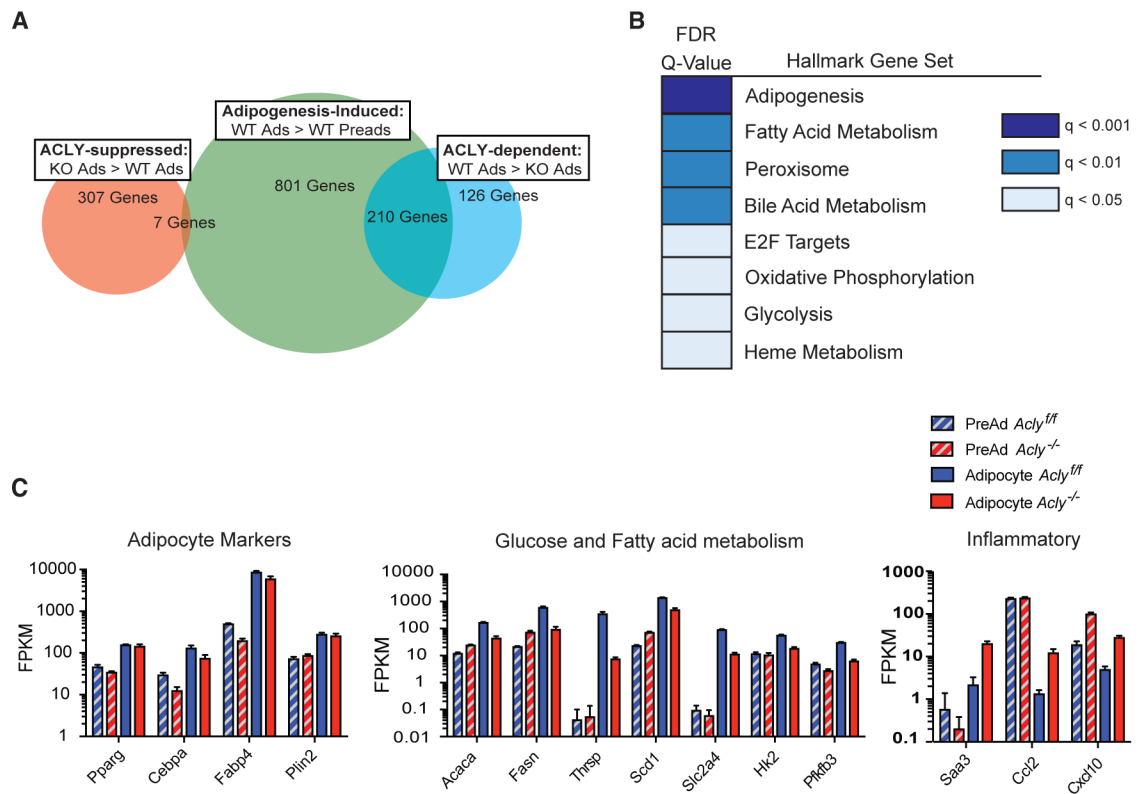 A
Adipogenesis-Induced:
WT Ads > WT Preads
ACLY-suppressed:
KO Ads > WT Ads
ACLY-dependent:
WT Ads > KO Ads
307 Genes
7 Genes
801 Genes
210 Genes
126 Genes
B
FDR
Q-Value
Hallmark Gene Set
Adipogenesis
Fatty Acid Metabolism
Peroxisome
Bile Acid Metabolism
E2F Targets
Oxidative Phosphorylation
Glycolysis
Heme Metabolism
q < 0.001
q < 0.01
q < 0.05
PreAd Acly f/f
PreAd Acly -/-
Adipocyte Acly f/f
Adipocyte Acly -/-
C
Adipocyte Markers
FPKM
10000
1000
100
10
1
Pparg
Cebpa
Fabp4
Plin2
Glucose and Fatty acid metabolism
FPKM
10000
1000
100
10
1
0.1
0.01
Acaca
Fasn
Thrsp
Scd1
Slc2a4
Hk2
Pfkfb3
Inflammatory
FPKM
1000
100
10
1
0.1
Saa3
Ccl2
Cxcl10